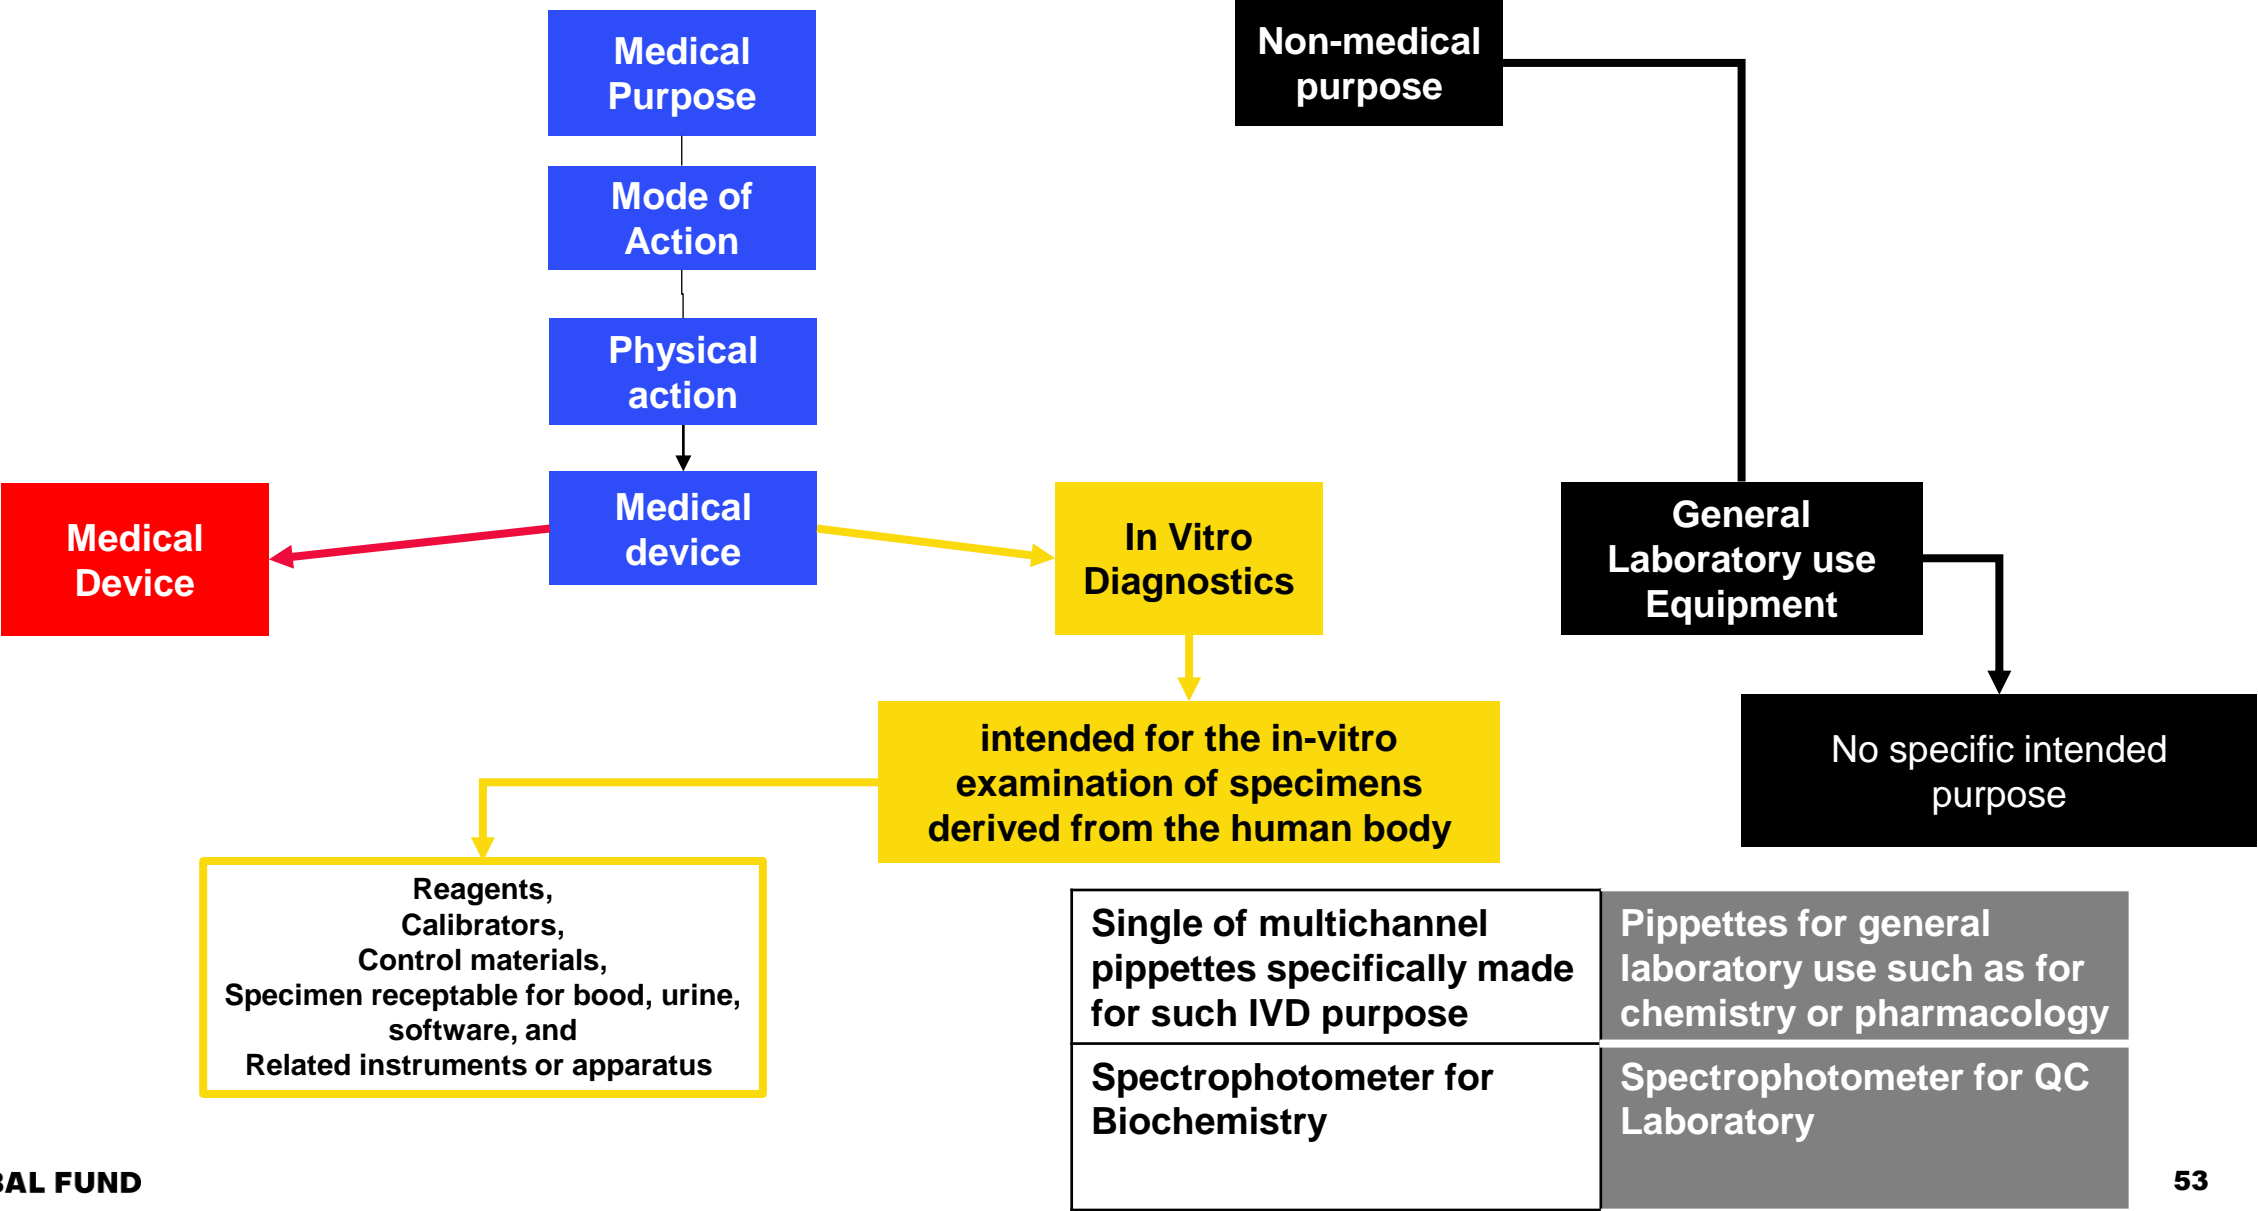 Medical
Purpose
Non-medical
purpose
Mode of
Action
Physical
action
Medical
Device
Medical
device
In Vitro
Diagnostics
General
Laboratory use
Equipment
intended for the in-vitro
examination of specimens
derived from the human body
No specific intended
purpose
Reagents,
Calibrators,
Control materials,
Specimen receptable for bood, urine,
software, and
Related instruments or apparatus
Single of multichannel
pippettes specifically made
for such IVD purpose
Pippettes for general
laboratory use such as for
chemistry or pharmacology
Spectrophotometer for
Biochemistry
Spectrophotometer for QC
Laboratory
BAL FUND
53